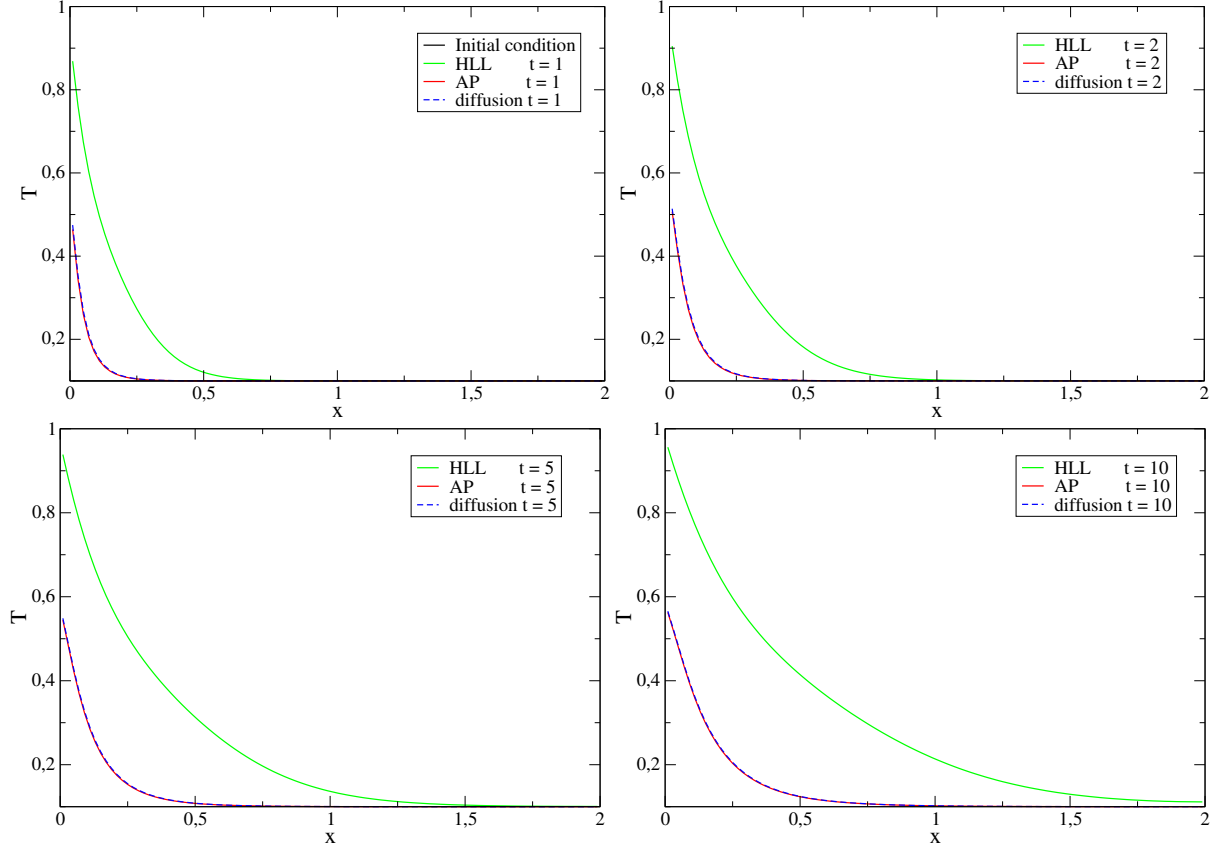 1
0,8
0,6
0,4
0,2
T
0
0,5
1
1,5
2
x
Initial condition
HLL t = 1
AP t = 1
diffusion t = 1
1
0,8
0,6
0,4
0,2
T
0
0,5
1
1,5
2
x
HLL t = 2
AP t = 2
diffusion t = 2
1
0,8
0,6
0,4
0,2
T
0
0,5
1
1,5
2
x
HLL t = 5
AP t = 5
diffusion t = 5
1
0,8
0,6
0,4
0,2
T
0
0,5
1
1,5
2
x
HLL t = 10
AP t = 10
diffusion t = 10